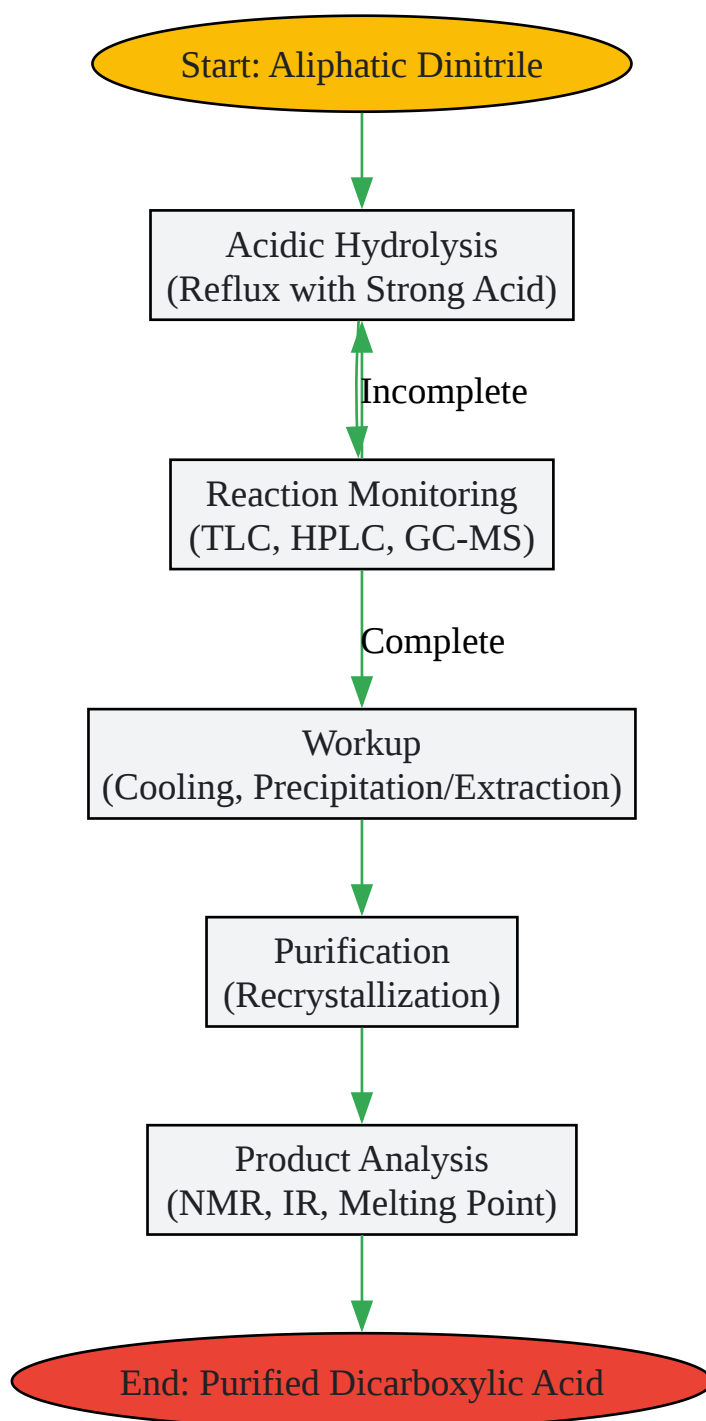 Start: Aliphatic Dinitrile
Acidic Hydrolysis
(Reflux with Strong Acid)
Incomplete
Reaction Monitoring
(TLC, HPLC, GC-MS)
Complete
Workup
(Cooling, Precipitation/Extraction)
Purification
(Recrystallization)
Product Analysis
(NMR, IR, Melting Point)
End: Purified Dicarboxylic Acid